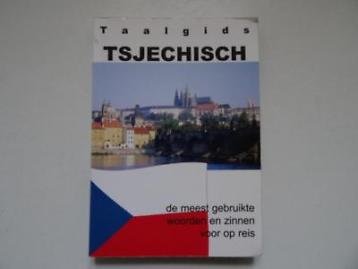 Taalgids
TSJECHISCH
de meest gebruikte
woorden en zinnen
voor op reis